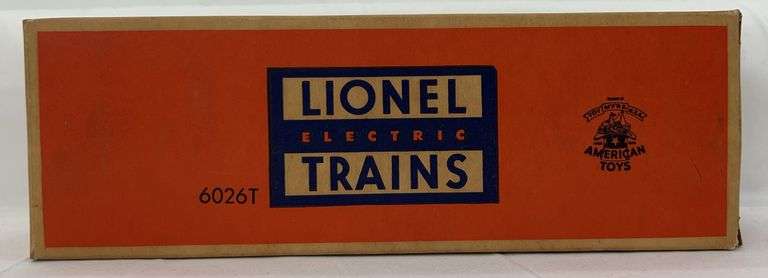 LIONEL
ELECTRIC
TRAINS
6026T
AMERICAN
TOYS